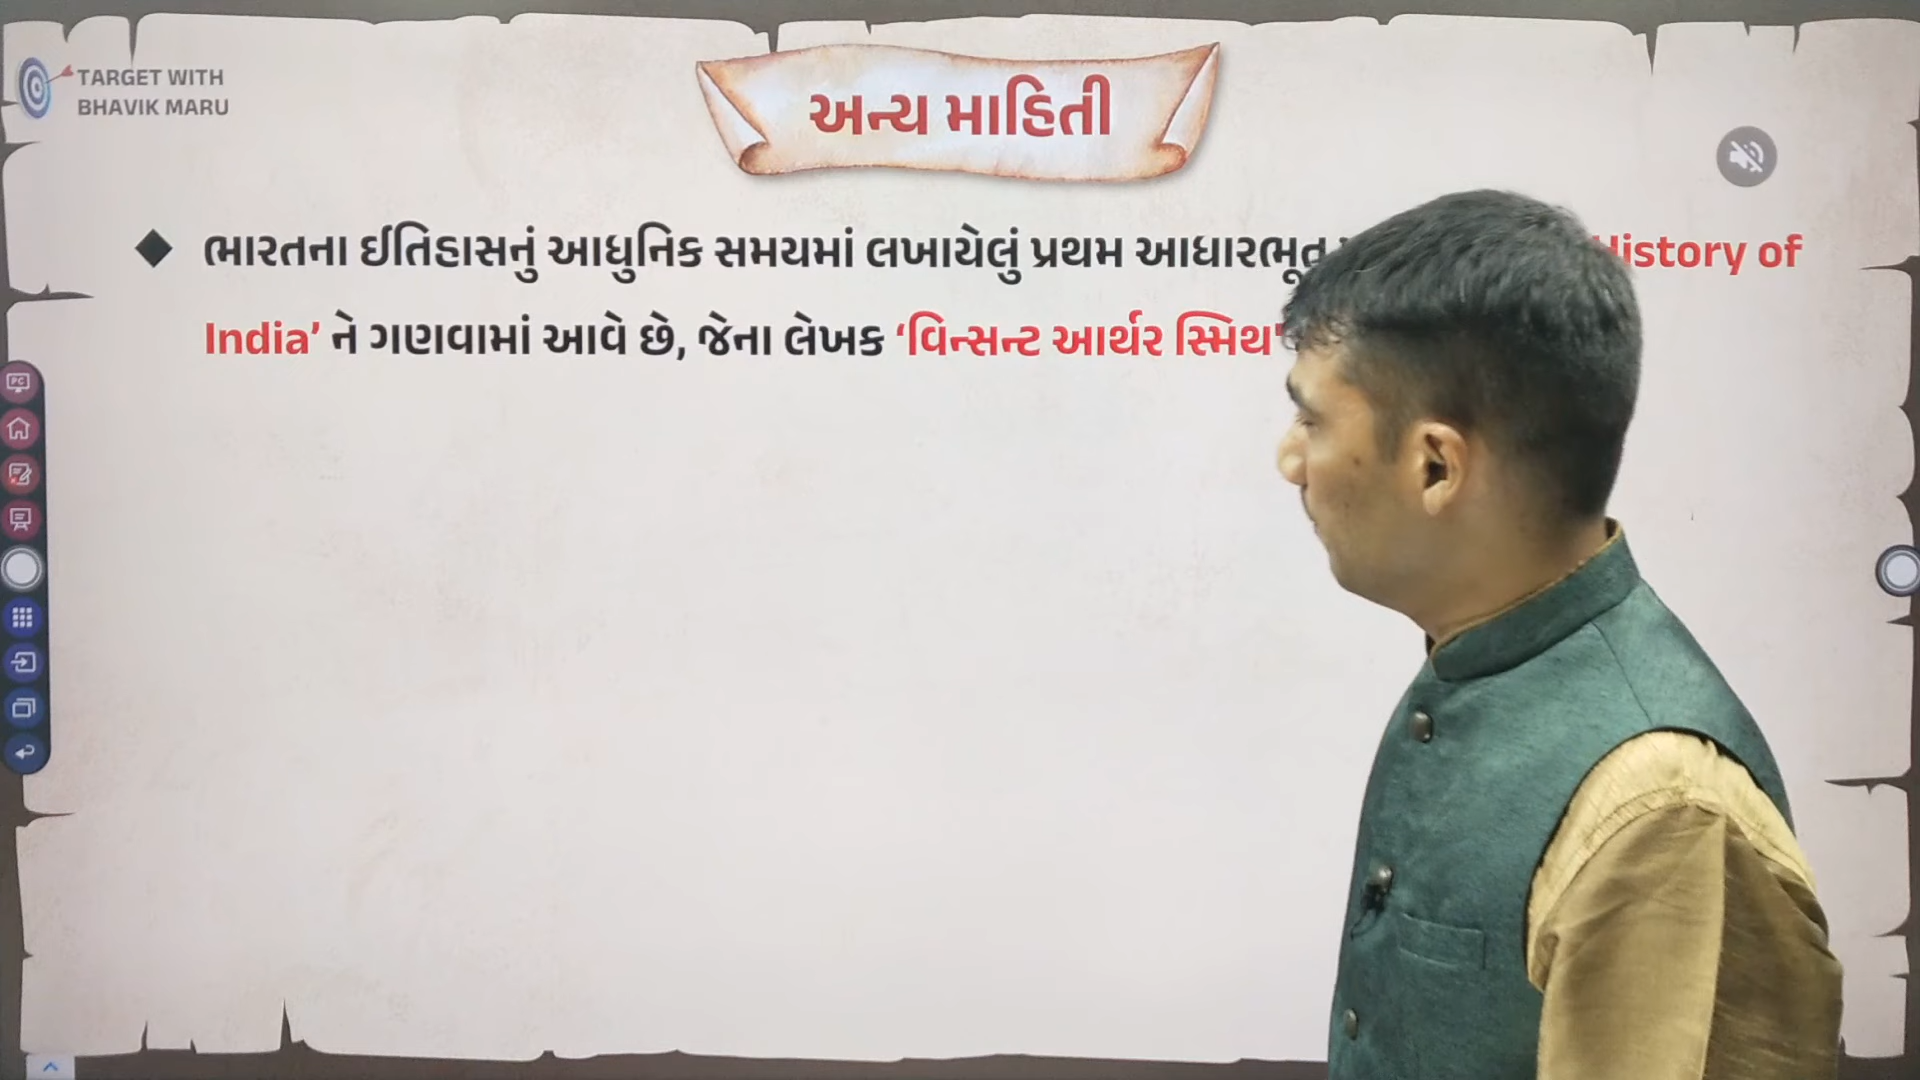 TARGET WITH
BHAVIK MARU
અન્ય માહિતી
ભારતના ઈતિહાસનું આધુનિક સમયમાં લખાયેલું પ્રથમ આધારભૂત History of
India’ ને ગણવામાં આવે છે, જેના લેખક ‘વિન્સન્ટ આર્થર સ્મિથ'
PC